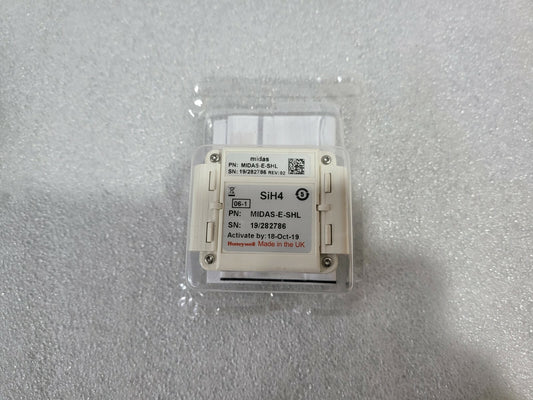 midas
PN: MIDAS-E-SHL
SN: 19/282786 REV: 02
SiH4
06-1
PN: MIDAS-E-SHL
SN: 19/282786
Activate by: 18-Oct-19
Honeywell Made in the UK